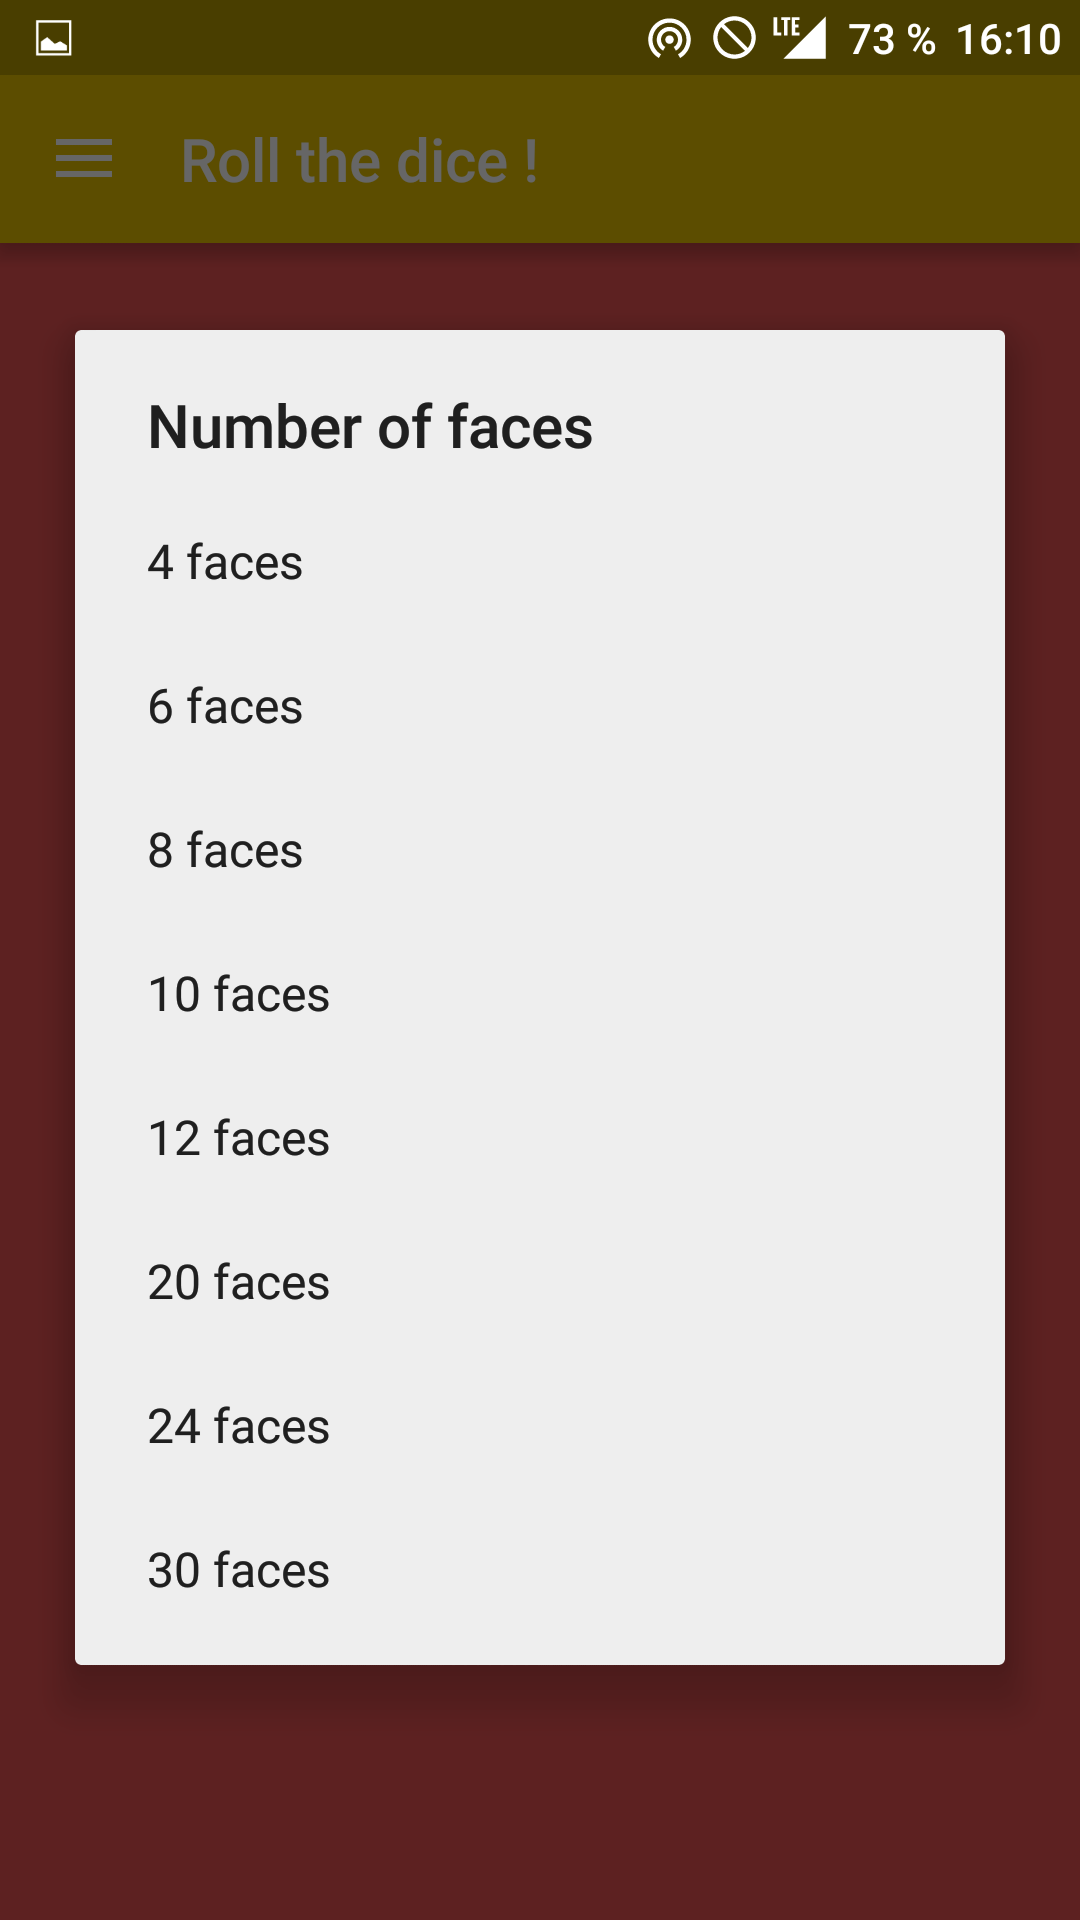 LTE 73 % 16:10
Roll the dice !
Number of faces
4 faces
6 faces
8 faces
10 faces
12 faces
20 faces
24 faces
30 faces